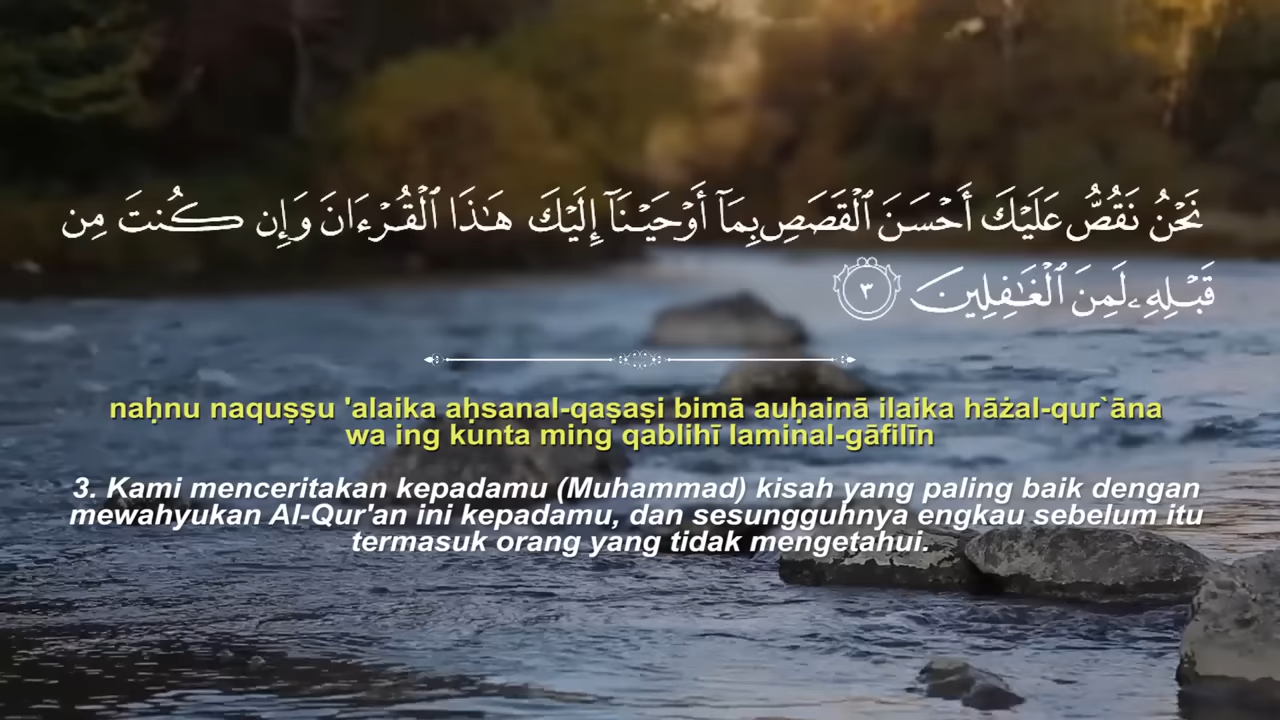 نَحْنُ نَقُصُّ عَلَيْكَ أَحْسَنَ ٱلْقَصَصِ بِمَآ أَوْحَيْنَآ إِلَيْكَ هَـٰذَا ٱلْقُرْءَانَ وَإِن كُنتَ مِن
قَبْلِهِۦ لَمِنَ ٱلْغَـٰفِلِينَ ٣
naḥnu naquṣṣu 'alaika aḥsanal-qaṣaṣi bimā auḥainā ilaika hāżal-qur`āna
wa ing kunta ming qablihī laminal-gāfilīn
3. Kami menceritakan kepadamu (Muhammad) kisah yang paling baik dengan
mewahyukan Al-Qur'an ini kepadamu, dan sesungguhnya engkau sebelum itu
termasuk orang yang tidak mengetahui.